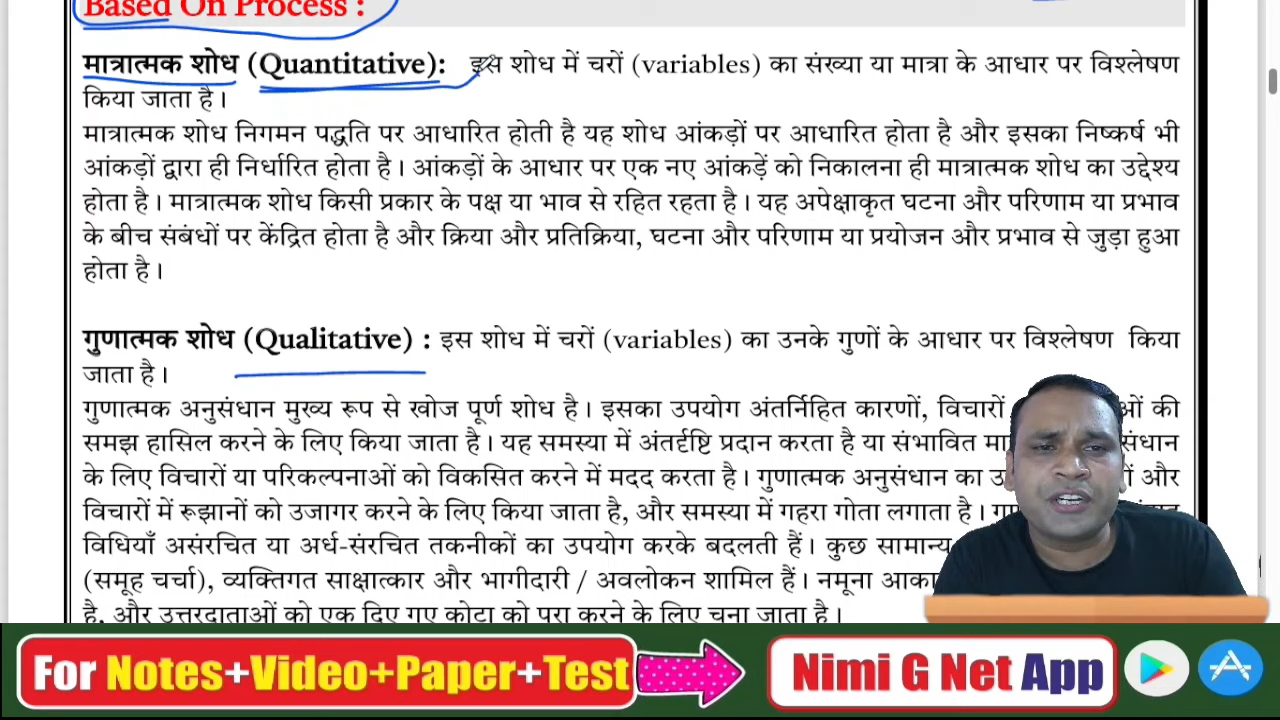 Based On Process :
मात्रात्मक शोध (Quantitative): इस शोध में चरों (variables) का संख्या या मात्रा के आधार पर विश्लेषण
किया जाता है।
मात्रात्मक शोध निगमन पद्धति पर आधारित होती है यह शोध आंकड़ों पर आधारित होता है और इसका निष्कर्ष भी
आंकड़ों द्वारा ही निर्धारित होता है। आंकड़ों के आधार पर एक नए आंकड़ें को निकालना ही मात्रात्मक शोध का उद्देश्य
होता है। मात्रात्मक शोध किसी प्रकार के पक्ष या भाव से रहित रहता है। यह अपेक्षाकृत घटना और परिणाम या प्रभाव
के बीच संबंधों पर केंद्रित होता है और क्रिया और प्रतिक्रिया, घटना और परिणाम या प्रयोजन और प्रभाव से जुड़ा हुआ
होता है।
गुणात्मक शोध (Qualitative) : इस शोध में चरों (variables) का उनके गुणों के आधार पर विश्लेषण किया
जाता है।
गुणात्मक अनुसंधान मुख्य रूप से खोज पूर्ण शोध है। इसका उपयोग अंतर्निहित कारणों, विचारों की
समझ हासिल करने के लिए किया जाता है। यह समस्या में अंतर्दृष्टि प्रदान करता है या संभावित
के लिए विचारों या परिकल्पनाओं को विकसित करने में मदद करता है। गुणात्मक अनुसंधान का और
विचारों में रूझानों को उजागर करने के लिए किया जाता है, और समस्या में गहरा गोता लगाता है।
विधियाँ असंरचित या अर्ध-संरचित तकनीकों का उपयोग करके बदलती हैं। कुछ सामान्य
(समूह चर्चा), व्यक्तिगत साक्षात्कार और भागीदारी / अवलोकन शामिल हैं। नमूना
है, और उत्तरदाताओं को एक दिए गए कोटा को पूरा करने के लिए चुना जाता है।
For Notes+Video+Paper+Test Nimi G Net App